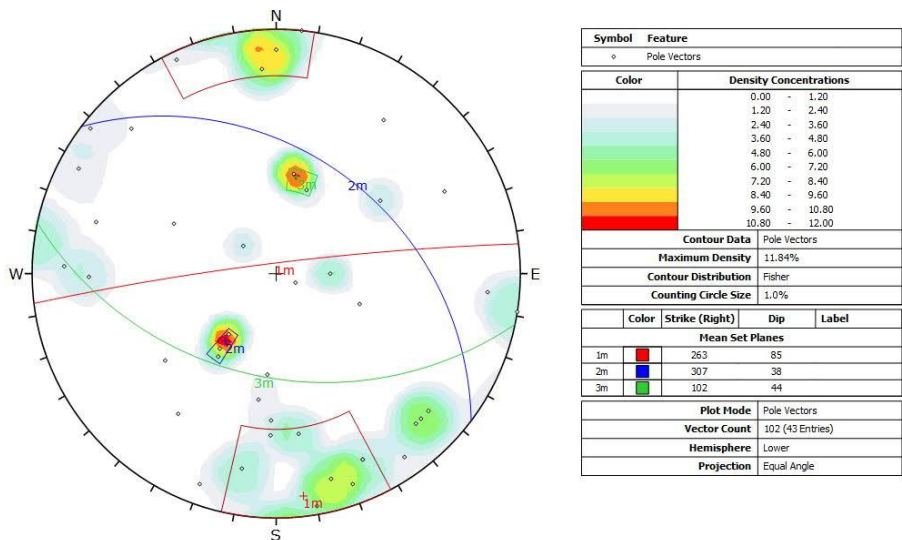 N
3m
2m
W
1m
E
2m
3m
1m
S
Symbol Feature
Pole Vectors
Color Density Concentrations
0.00 - 1.20
1.20 - 2.40
2.40 - 3.60
3.60 - 4.80
4.80 - 6.00
6.00 - 7.20
7.20 - 8.40
8.40 - 9.60
9.60 - 10.80
10.80 - 12.00
Contour Data Pole Vectors
Maximum Density 11.84%
Contour Distribution Fisher
Counting Circle Size 1.0%
Color Strike (Right) Dip Label
Mean Set Planes
1m 263 85
2m 307 38
3m 102 44
Plot Mode Pole Vectors
Vector Count 102 (43 Entries)
Hemisphere Lower
Projection Equal Angle